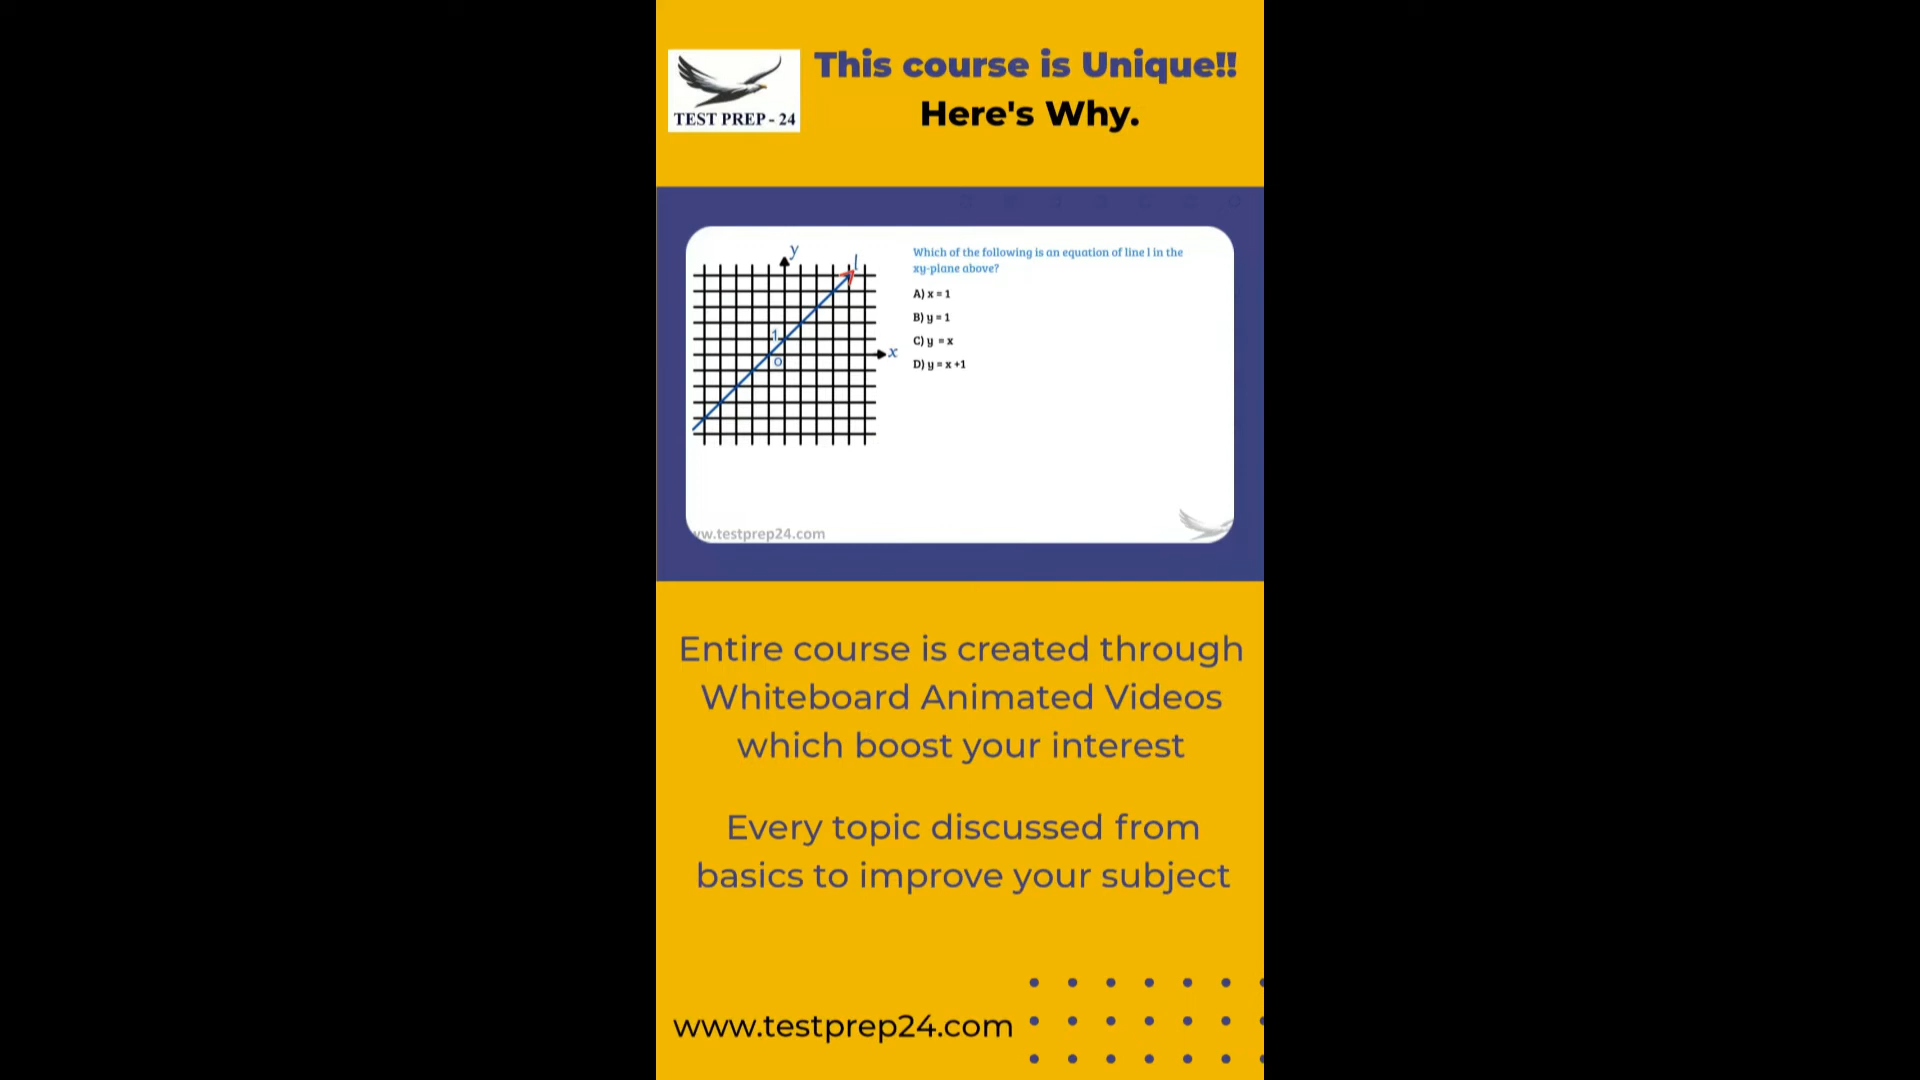 This course is Unique!!
Here's Why.
TEST PREP - 24
y
l
1
0
x
Which of the following is an equation of line l in the
xy-plane above?
A) x = 1
B) y = 1
C) y = x
D) y = x +1
ww.testprep24.com
Entire course is created through
Whiteboard Animated Videos
which boost your interest
Every topic discussed from
basics to improve your subject
www.testprep24.com